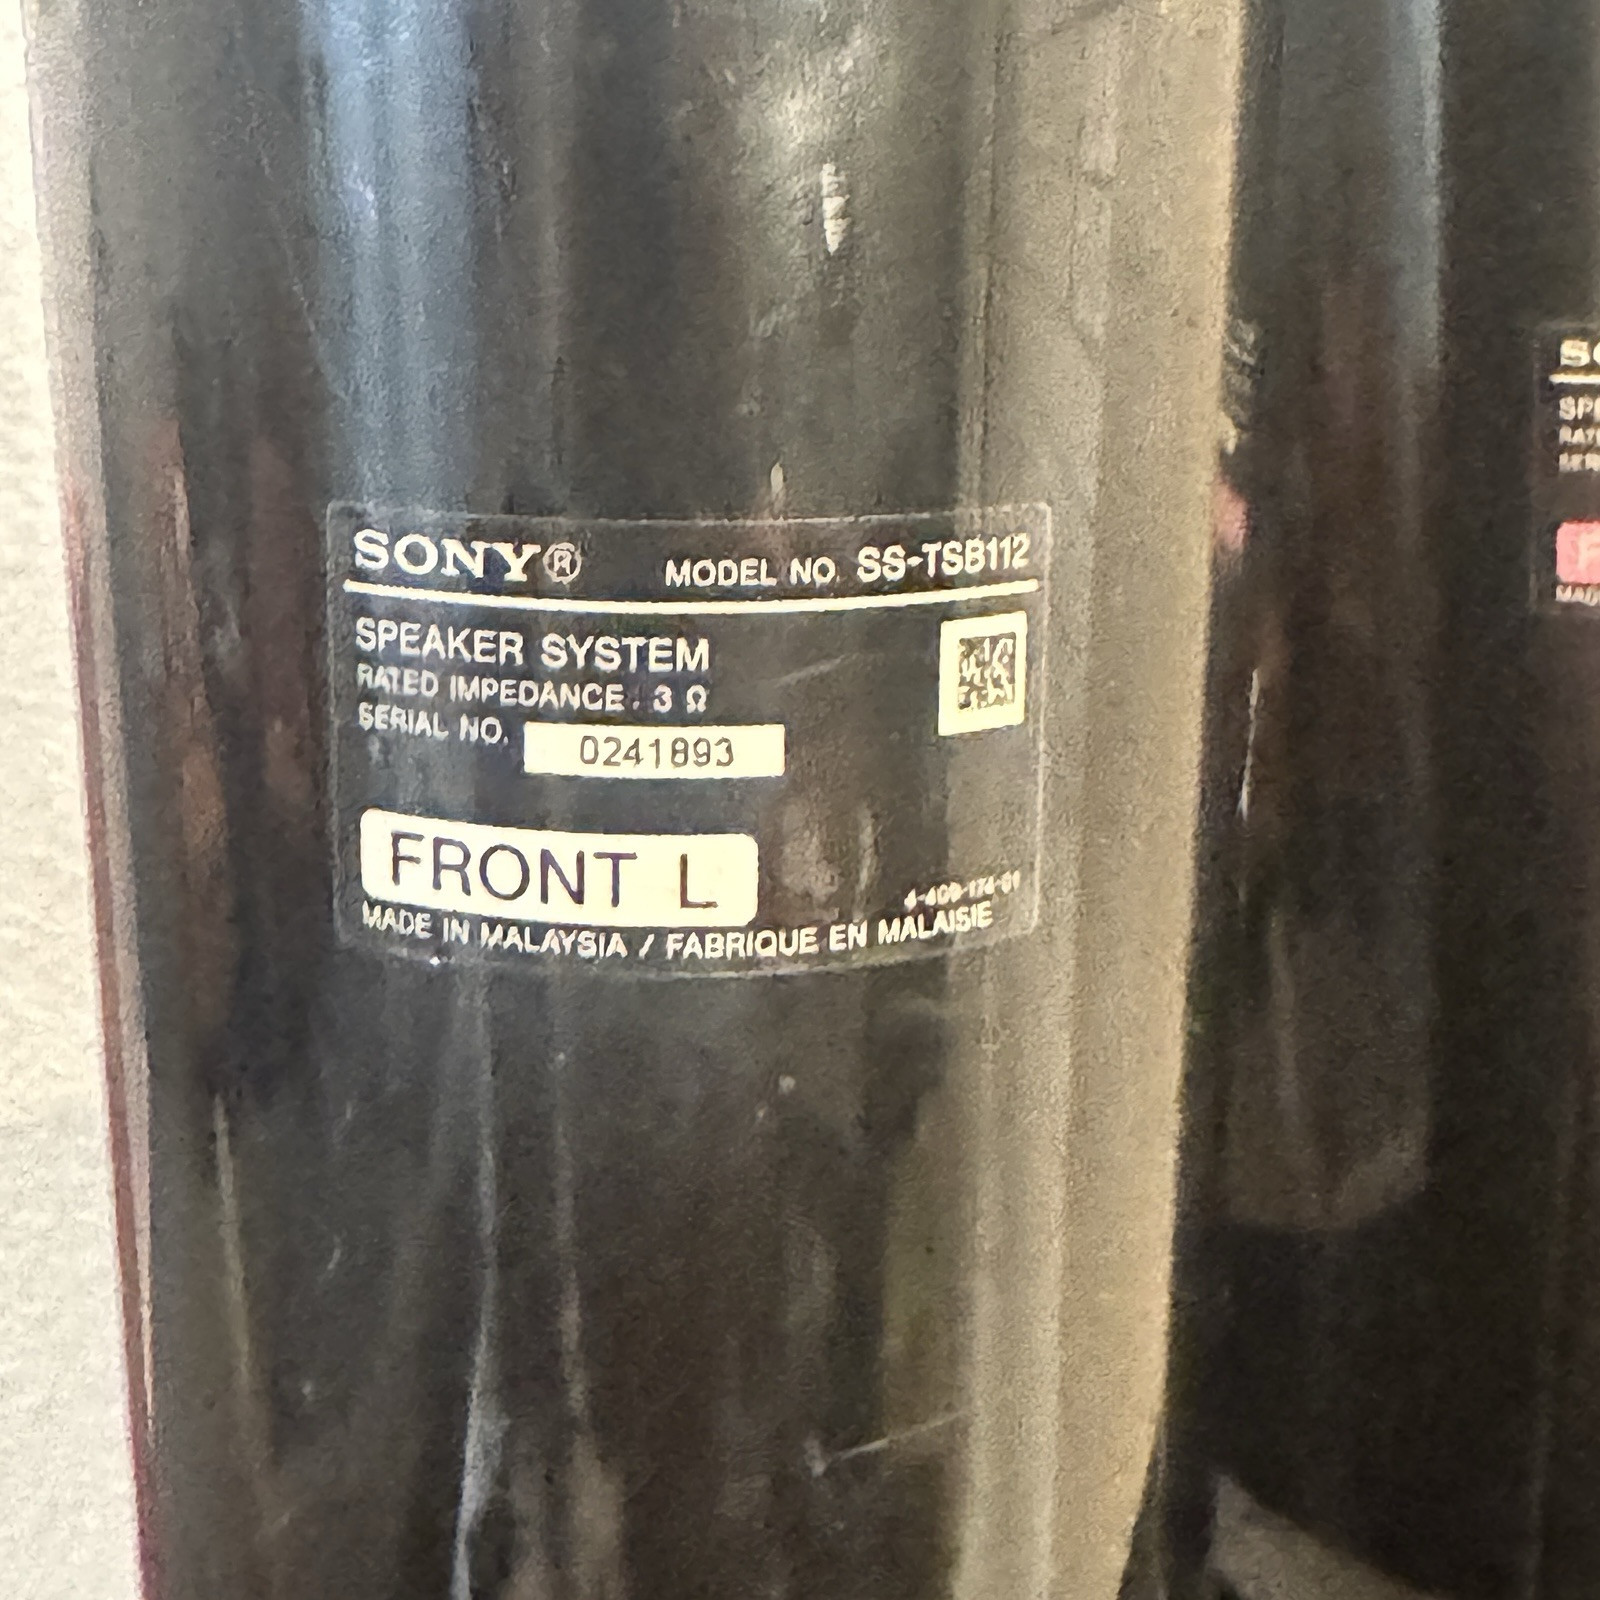 SONY®
MODEL NO. SS-TSB112
SPEAKER SYSTEM
RATED IMPEDANCE: 3 Ω
SERIAL NO. 0241893
FRONT L
MADE IN MALAYSIA / FABRIQUE EN MALAISIE